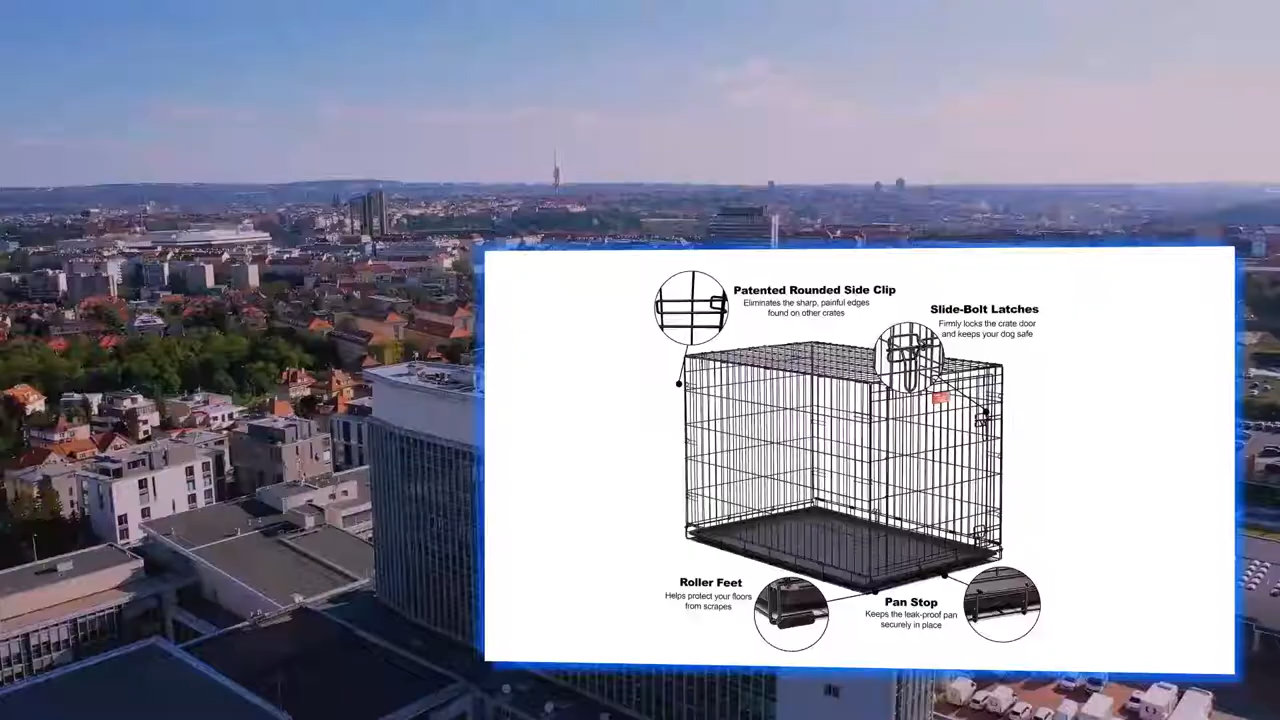 Patented Rounded Side Clip
Eliminates the sharp, painful edges
found on other crates
Slide-Bolt Latches
Firmly locks the crate door
and keeps your dog safe
Roller Feet
Helps protect your floors
from scrapes
Pan Stop
Keeps the leak-proof pan
securely in place